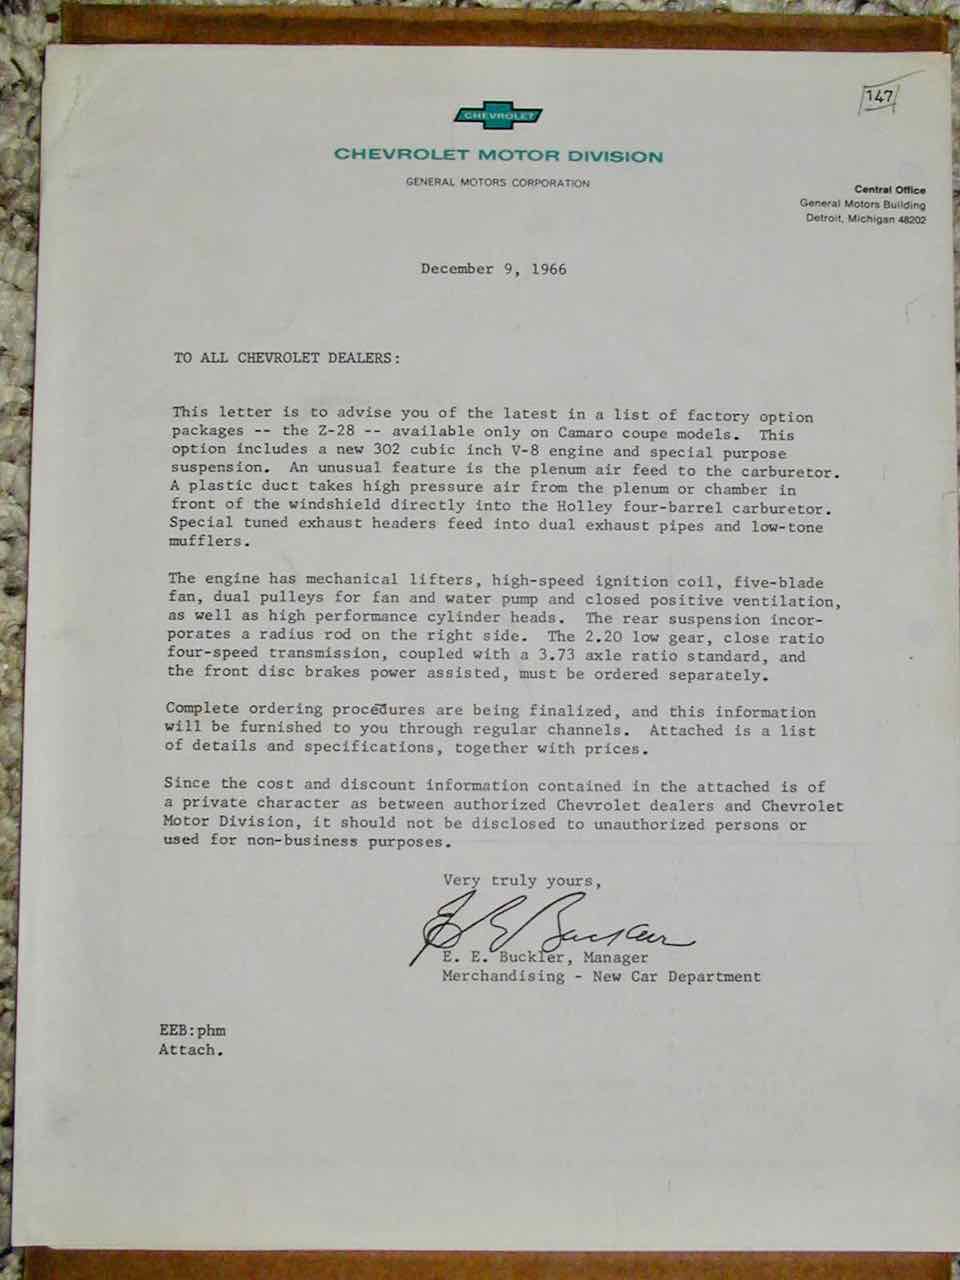 147
CHEVROLET
CHEVROLET MOTOR DIVISION
GENERAL MOTORS CORPORATION
Central Office
General Motors Building
Detroit, Michigan 48202
December 9, 1966
TO ALL CHEVROLET DEALERS:
This letter is to advise you of the latest in a list of factory option
packages -- the Z-28 -- available only on Camaro coupe models. This
option includes a new 302 cubic inch V-8 engine and special purpose
suspension. An unusual feature is the plenum air feed to the carburetor.
A plastic duct takes high pressure air from the plenum or chamber in
front of the windshield directly into the Holley four-barrel carburetor.
Special tuned exhaust headers feed into dual exhaust pipes and low-tone
mufflers.
The engine has mechanical lifters, high-speed ignition coil, five-blade
fan, dual pulleys for fan and water pump and closed positive ventilation,
as well as high performance cylinder heads. The rear suspension incor-
porates a radius rod on the right side. The 2.20 low gear, close ratio
four-speed transmission, coupled with a 3.73 axle ratio standard, and
the front disc brakes power assisted, must be ordered separately.
Complete ordering procedures are being finalized, and this information
will be furnished to you through regular channels. Attached is a list
of details and specifications, together with prices.
Since the cost and discount information contained in the attached is of
a private character as between authorized Chevrolet dealers and Chevrolet
Motor Division, it should not be disclosed to unauthorized persons or
used for non-business purposes.
Very truly yours,
E E Buckler
E. E. Buckler, Manager
Merchandising - New Car Department
EEB:phm
Attach.